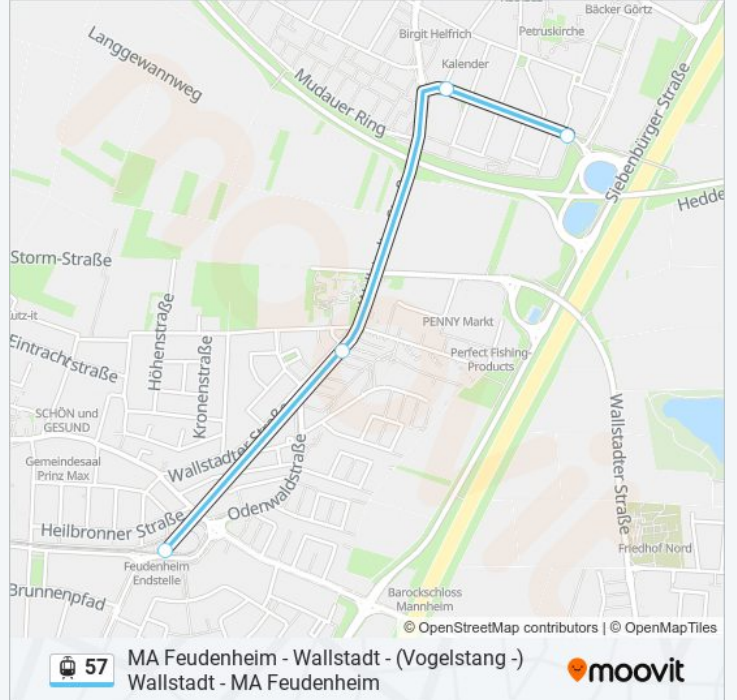 Bäcker Görtz
Birgit Helfrich
Petruskirche
Langgewannweg
Kalender
Mudauer Ring
Siebenbürger Straße
Hedde
Storm-Straße
utz-it
Höhenstraße
PENNY Markt
Eintrachtstraße
Kronenstraße
Perfect Fishing-
Products
SCHÖN und
GESUND
Wallstadter Straße
Wallstadter Straße
Gemeindesaal
Prinz Max
Odenwaldstraße
Heilbronner Straße
Friedhof Nord
Feudenheim
Endstelle
Brunnenpfad
Barockschloss
Mannheim
© OpenStreetMap contributors | © OpenMapTiles
57
MA Feudenheim - Wallstadt - (Vogelstang -)
Wallstadt - MA Feudenheim
moovit